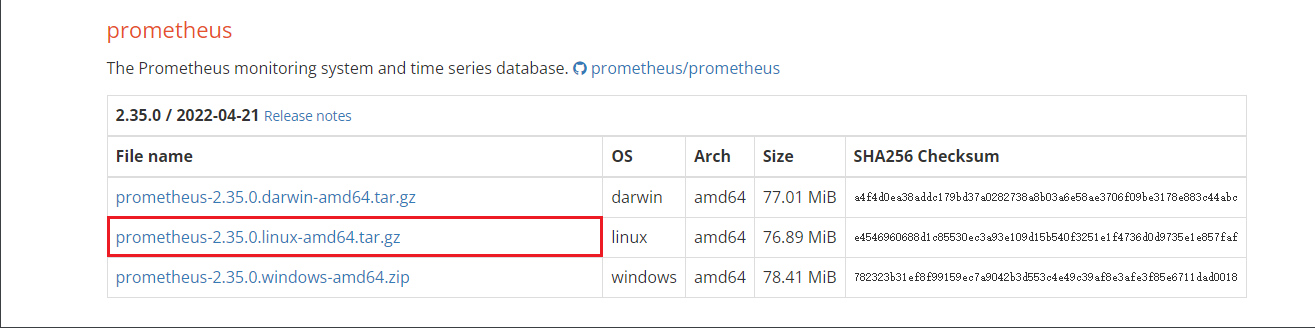 prometheus
The Prometheus monitoring system and time series database. prometheus/prometheus
2.35.0 / 2022-04-21 Release notes
File name OS Arch Size SHA256 Checksum
prometheus-2.35.0.darwin-amd64.tar.gz darwin amd64 77.01 MiB a4f4d0ea38addc179bd37a0282738a8b03a6e58ae3706f09be3178e883c44abc
prometheus-2.35.0.linux-amd64.tar.gz linux amd64 76.89 MiB e4546960688d1c85530ec3a93e109d15b540f3251e1f4736d0d9735e1e857faf
prometheus-2.35.0.windows-amd64.zip windows amd64 78.41 MiB 782323b31ef8f99159ec7a9042b3d553c4e49c39af8e3afe3f85e6711dad0018